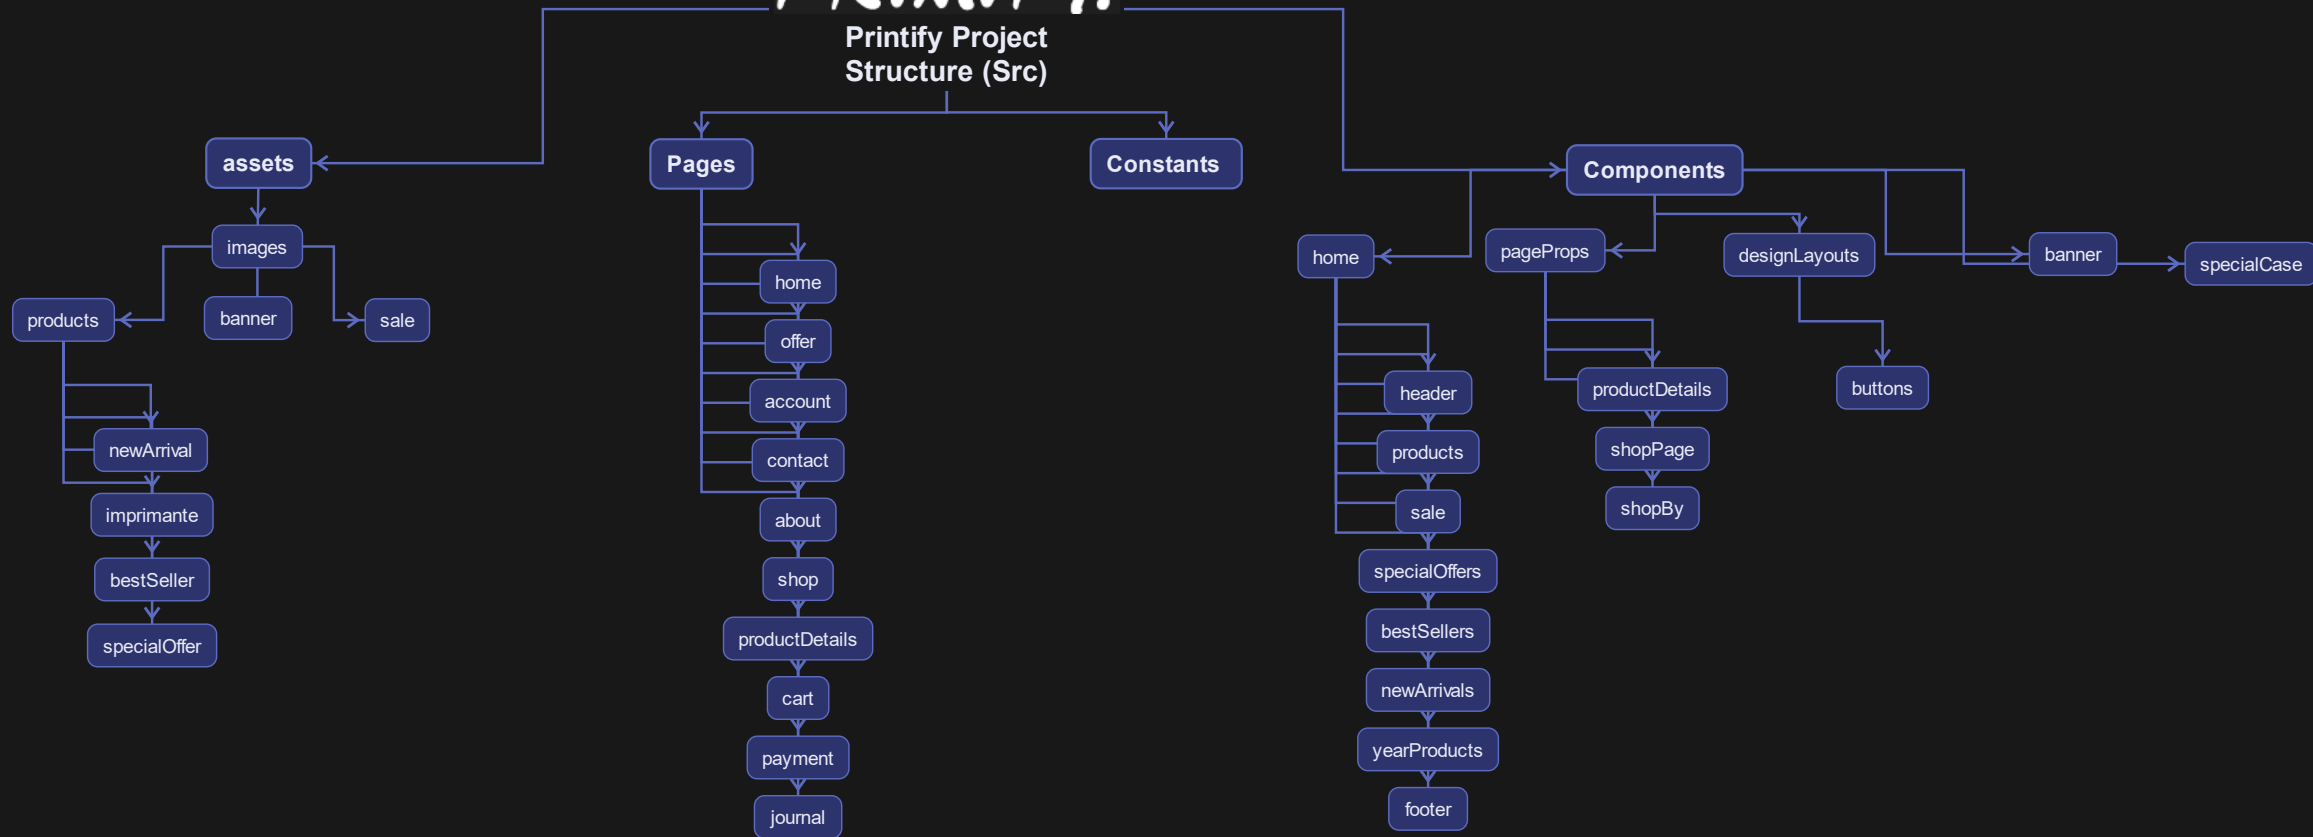 Printify Project
Structure (Src)
assets
Pages
Constants
Components
images
products
banner
sale
newArrival
imprimante
bestSeller
specialOffer
home
offer
account
contact
about
shop
productDetails
cart
payment
journal
home
pageProps
designLayouts
banner
specialCase
header
products
sale
specialOffers
bestSellers
newArrivals
yearProducts
footer
productDetails
shopPage
shopBy
buttons